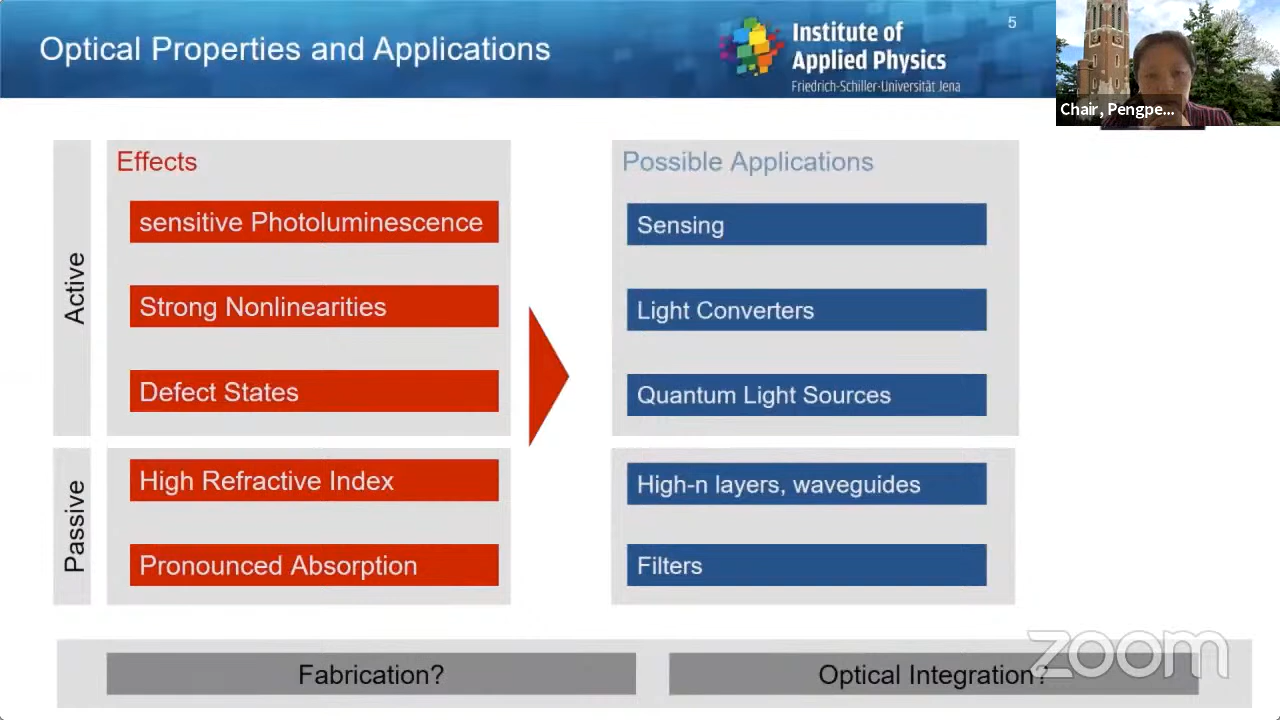 Optical Properties and Applications
Institute of
Applied Physics
Friedrich-Schiller-Universität Jena
5
Chair, Pengpe...
Active
Effects
sensitive Photoluminescence
Strong Nonlinearities
Defect States
Possible Applications
Sensing
Light Converters
Quantum Light Sources
Passive
High Refractive Index
Pronounced Absorption
High-n layers, waveguides
Filters
Fabrication?
Optical Integration?
zoom